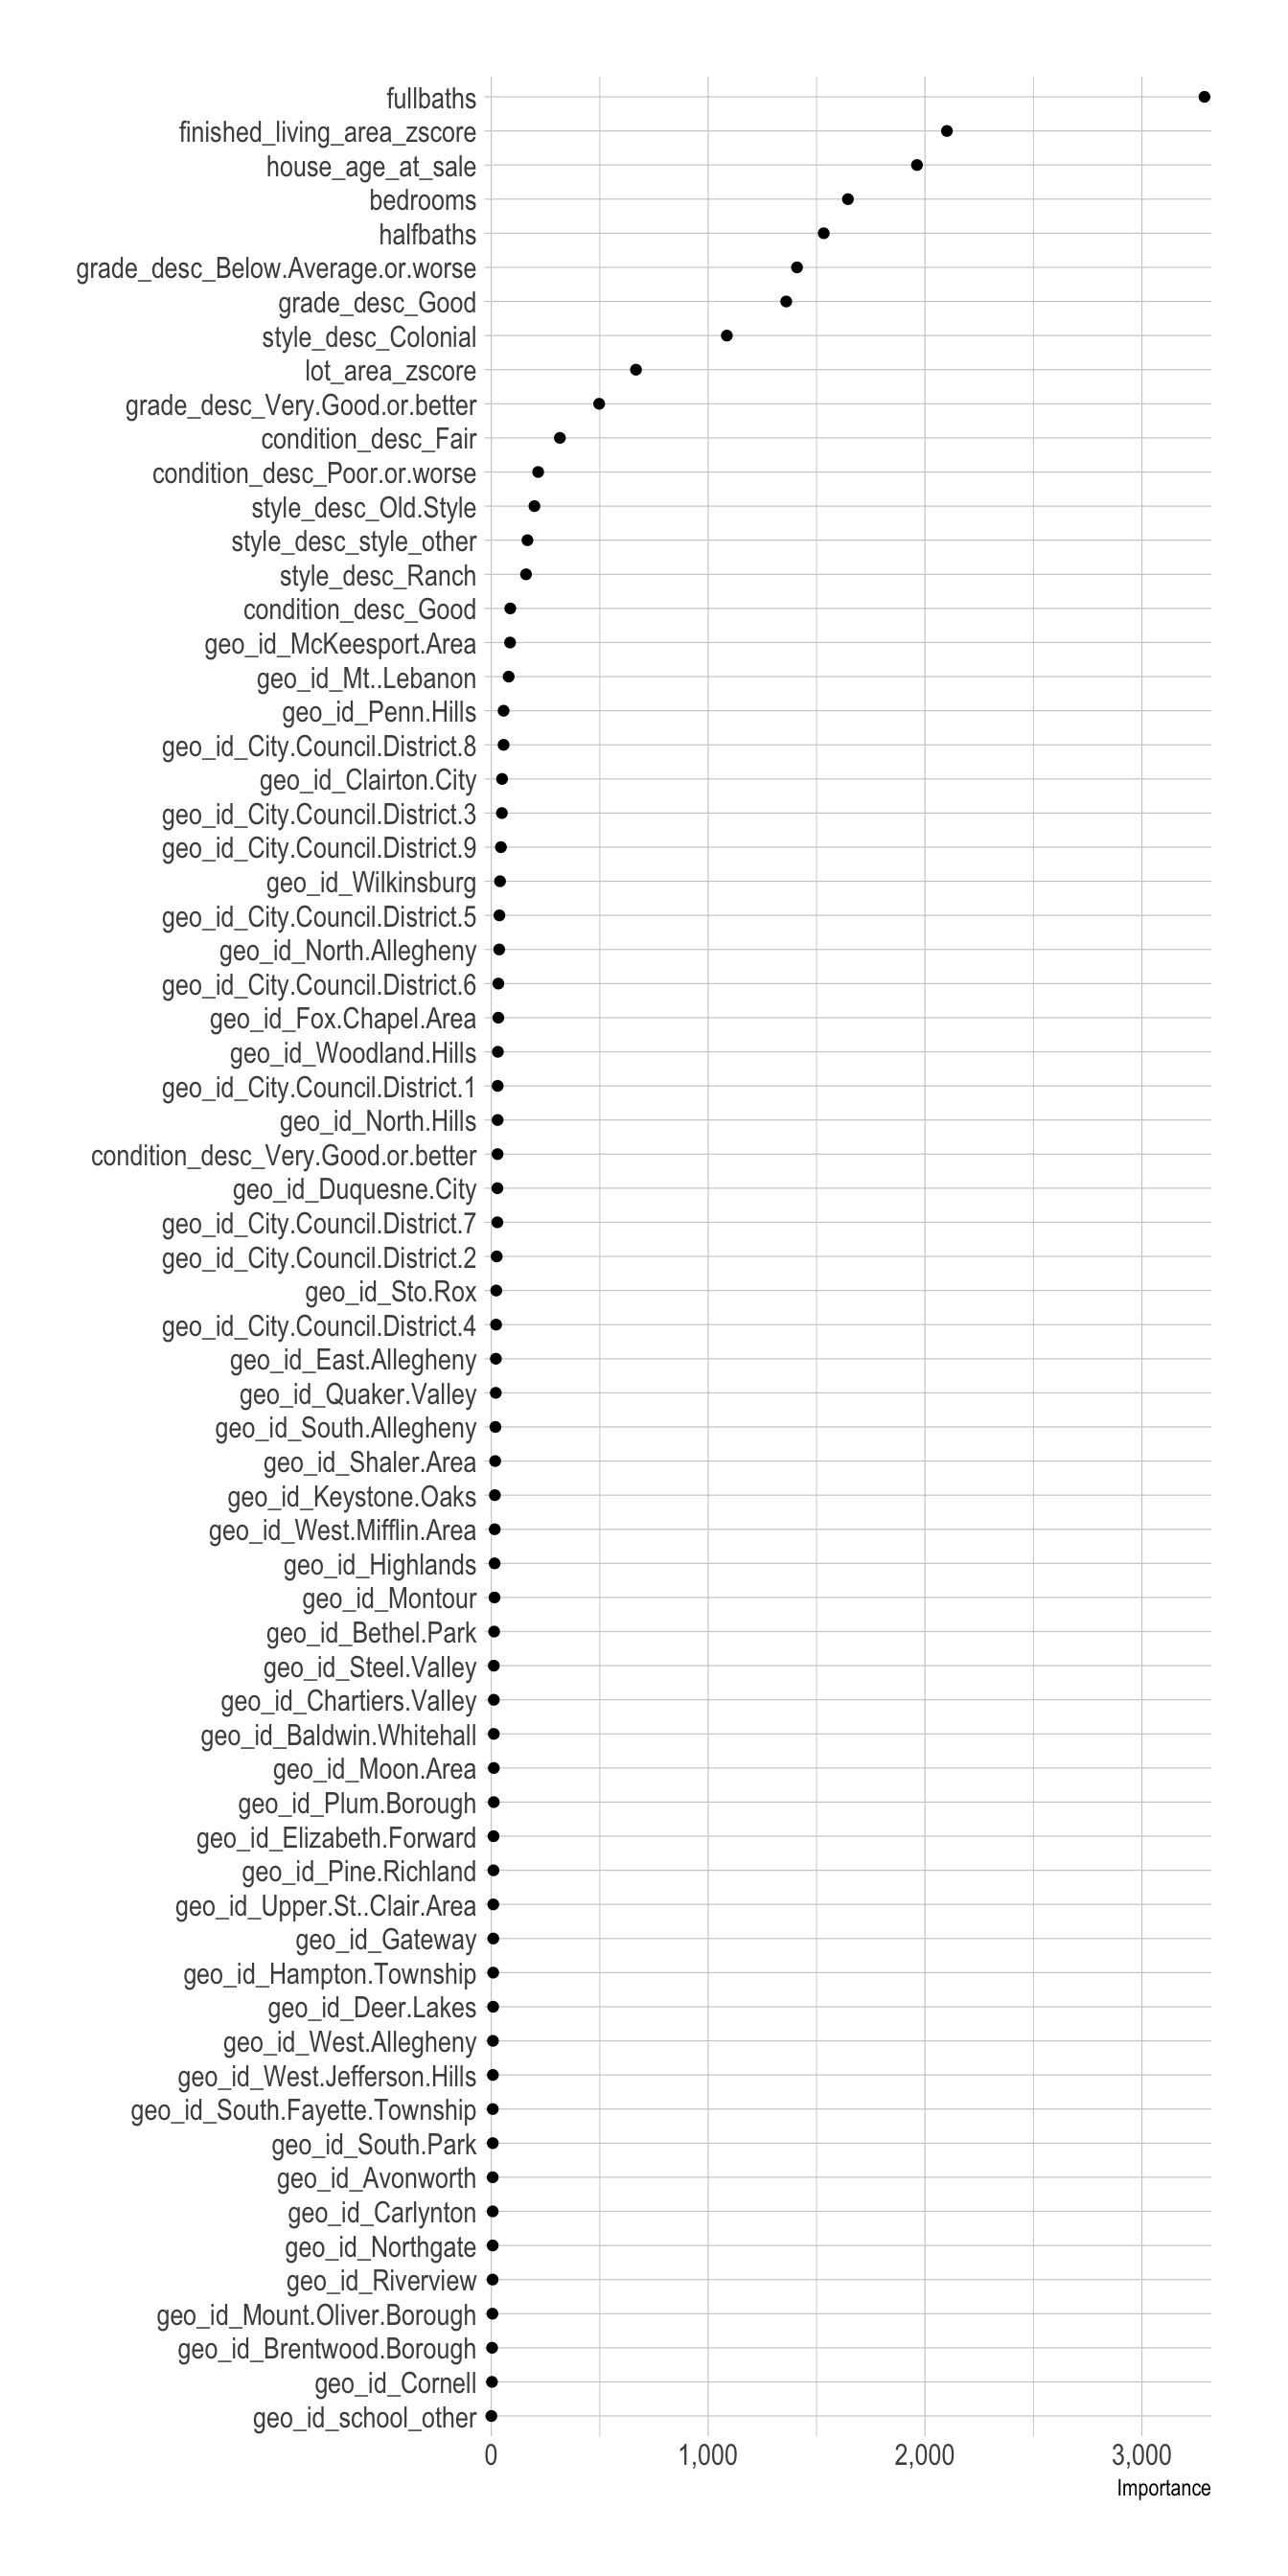 fullbaths
finished_living_area_zscore
house_age_at_sale
bedrooms
halfbaths
grade_desc_Below.Average.or.worse
grade_desc_Good
style_desc_Colonial
lot_area_zscore
grade_desc_Very.Good.or.better
condition_desc_Fair
condition_desc_Poor.or.worse
style_desc_Old.Style
style_desc_style_other
style_desc_Ranch
condition_desc_Good
geo_id_McKeesport.Area
geo_id_Mt..Lebanon
geo_id_Penn.Hills
geo_id_City.Council.District.8
geo_id_Clairton.City
geo_id_City.Council.District.3
geo_id_City.Council.District.9
geo_id_Wilkinsburg
geo_id_City.Council.District.5
geo_id_North.Allegheny
geo_id_City.Council.District.6
geo_id_Fox.Chapel.Area
geo_id_Woodland.Hills
geo_id_City.Council.District.1
geo_id_North.Hills
condition_desc_Very.Good.or.better
geo_id_Duquesne.City
geo_id_City.Council.District.7
geo_id_City.Council.District.2
geo_id_Sto.Rox
geo_id_City.Council.District.4
geo_id_East.Allegheny
geo_id_Quaker.Valley
geo_id_South.Allegheny
geo_id_Shaler.Area
geo_id_Keystone.Oaks
geo_id_West.Mifflin.Area
geo_id_Highlands
geo_id_Montour
geo_id_Bethel.Park
geo_id_Steel.Valley
geo_id_Chartiers.Valley
geo_id_Baldwin.Whitehall
geo_id_Moon.Area
geo_id_Plum.Borough
geo_id_Elizabeth.Forward
geo_id_Pine.Richland
geo_id_Upper.St..Clair.Area
geo_id_Gateway
geo_id_Hampton.Township
geo_id_Deer.Lakes
geo_id_West.Allegheny
geo_id_West.Jefferson.Hills
geo_id_South.Fayette.Township
geo_id_South.Park
geo_id_Avonworth
geo_id_Carlynton
geo_id_Northgate
geo_id_Riverview
geo_id_Mount.Oliver.Borough
geo_id_Brentwood.Borough
geo_id_Cornell
geo_id_school_other
0 1,000 2,000 3,000
Importance